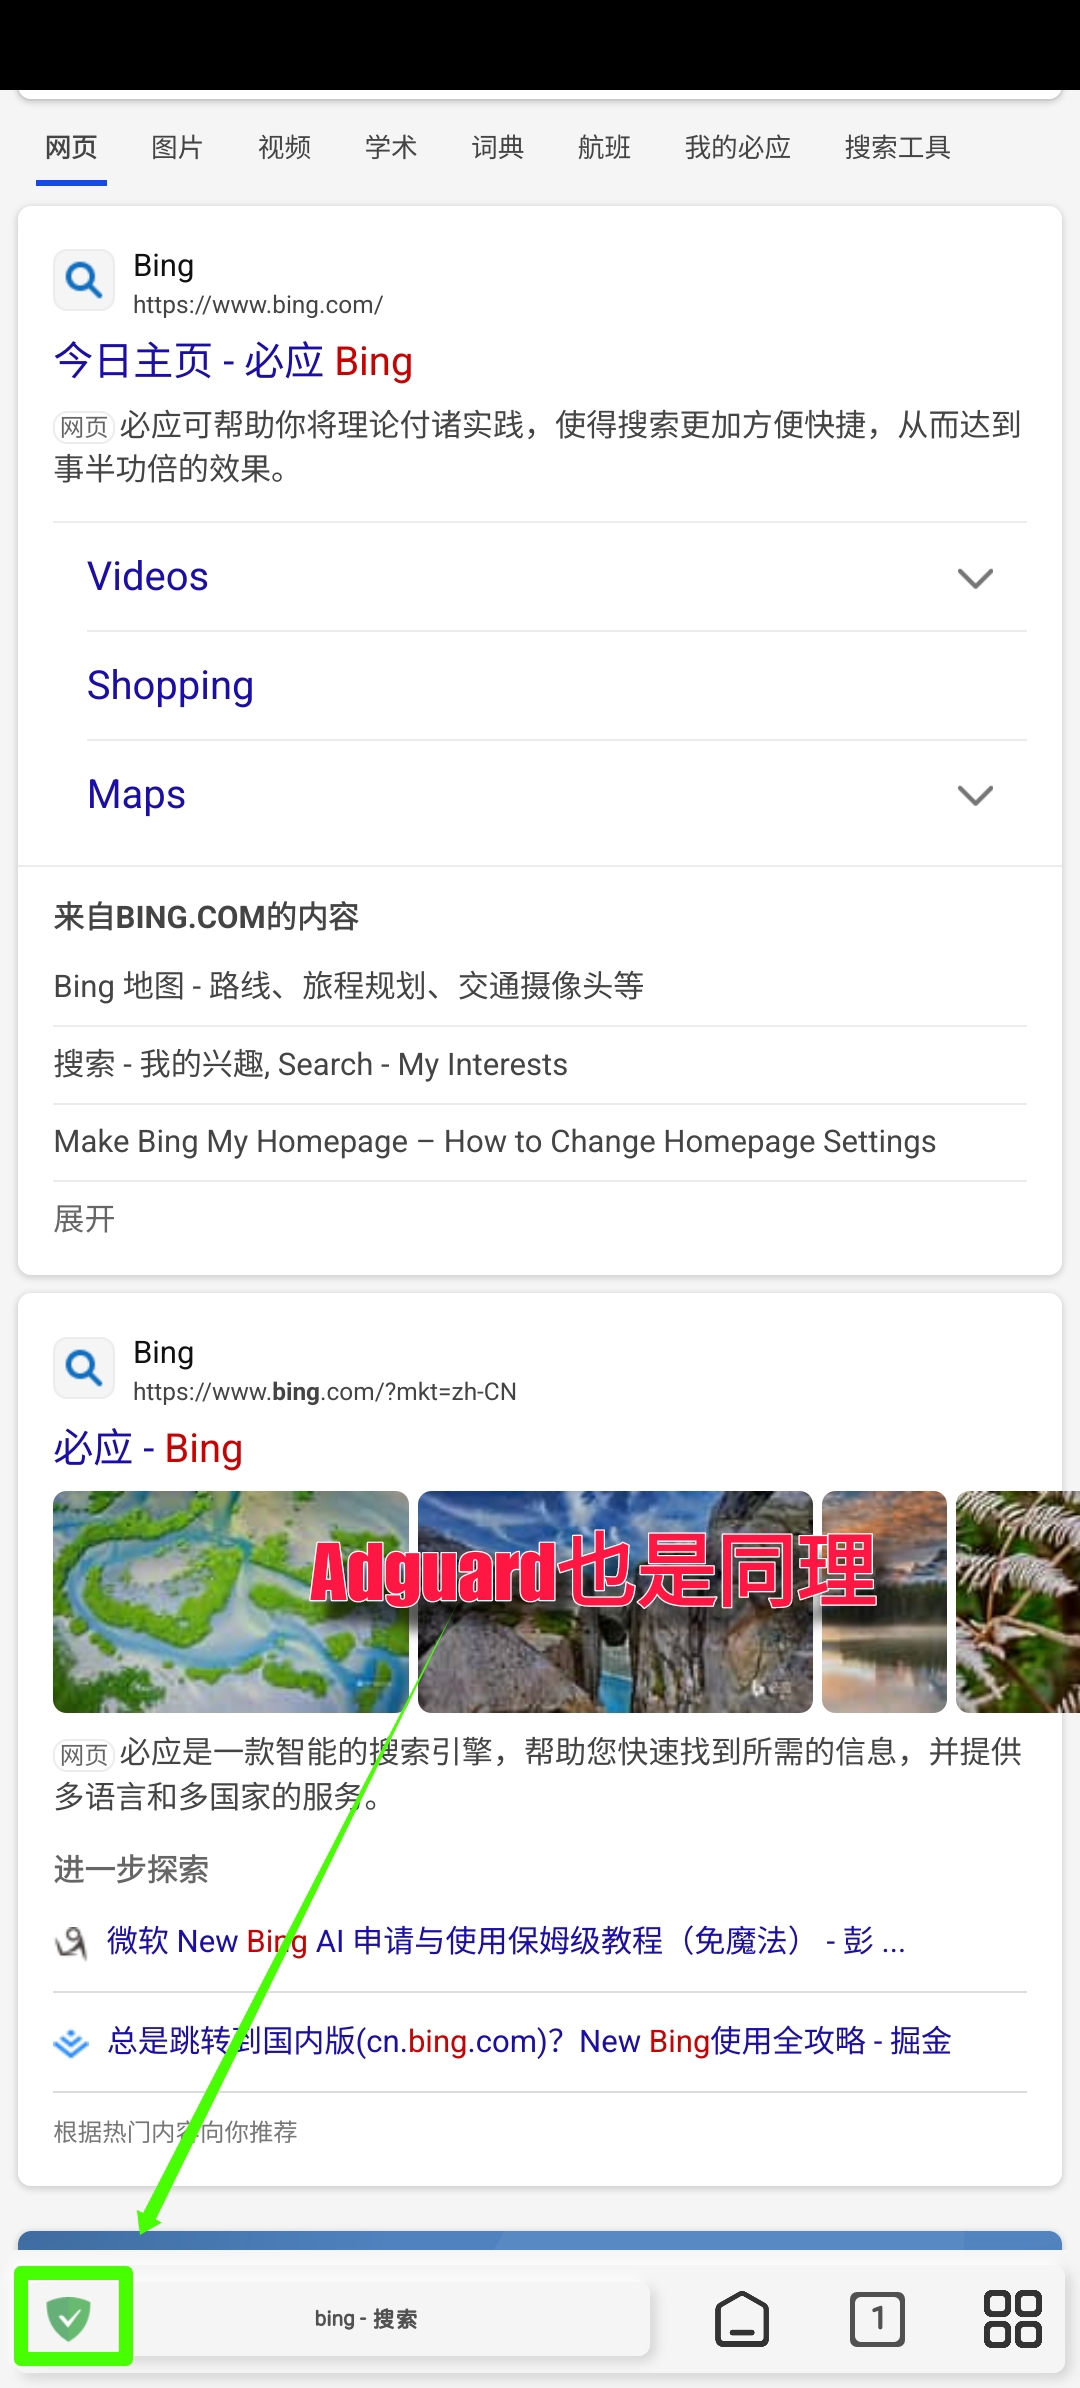 网页 图片 视频 学术 词典 航班 我的必应 搜索工具
Bing
https://www.bing.com/
今日主页 - 必应 Bing
网页 必应可帮助你将理论付诸实践，使得搜索更加方便快捷，从而达到
事半功倍的效果。
Videos
Shopping
Maps
来自BING.COM的内容
Bing 地图 - 路线、旅程规划、交通摄像头等
搜索 - 我的兴趣, Search - My Interests
Make Bing My Homepage – How to Change Homepage Settings
展开
Bing
https://www.bing.com/?mkt=zh-CN
必应 - Bing
Adguard也是同理
网页 必应是一款智能的搜索引擎，帮助您快速找到所需的信息，并提供
多语言和多国家的服务。
进一步探索
微软 New Bing AI 申请与使用保姆级教程（免魔法） - 彭 ...
总是跳转到国内版(cn.bing.com)？New Bing使用全攻略 - 掘金
根据热门内容向你推荐
bing - 搜索
1